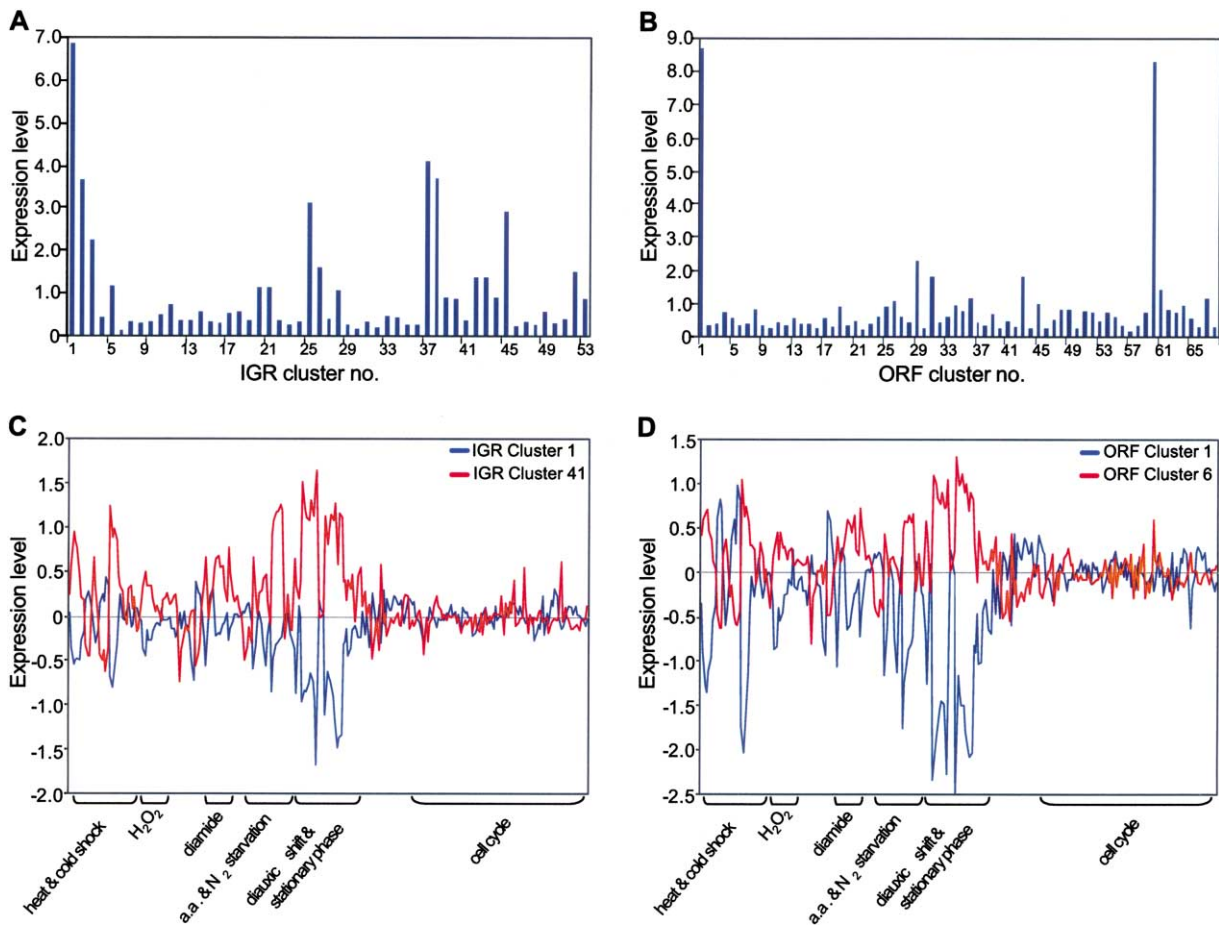 A
7.0
6.0
5.0
4.0
3.0
2.0
1.0
0
Expression level
1 5 9 13 17 21 25 29 33 37 41 45 49 53
IGR cluster no.
B
9.0
8.0
7.0
6.0
5.0
4.0
3.0
2.0
1.0
0
Expression level
1 5 9 13 17 21 25 29 33 37 41 45 49 53 57 61 65
ORF cluster no.
C
2.0
1.5
1.0
0.5
0
-0.5
-1.0
-1.5
-2.0
Expression level
IGR Cluster 1
IGR Cluster 41
heat & cold shock
H2O2
diamide
a.a. & N2 starvation
diauxic shift &
stationary phase
cell cycle
D
1.5
1.0
0.5
0
-0.5
-1.0
-1.5
-2.0
-2.5
Expression level
ORF Cluster 1
ORF Cluster 6
heat & cold shock
H2O2
diamide
a.a. & N2 starvation
diauxic shift &
stationary phase
cell cycle